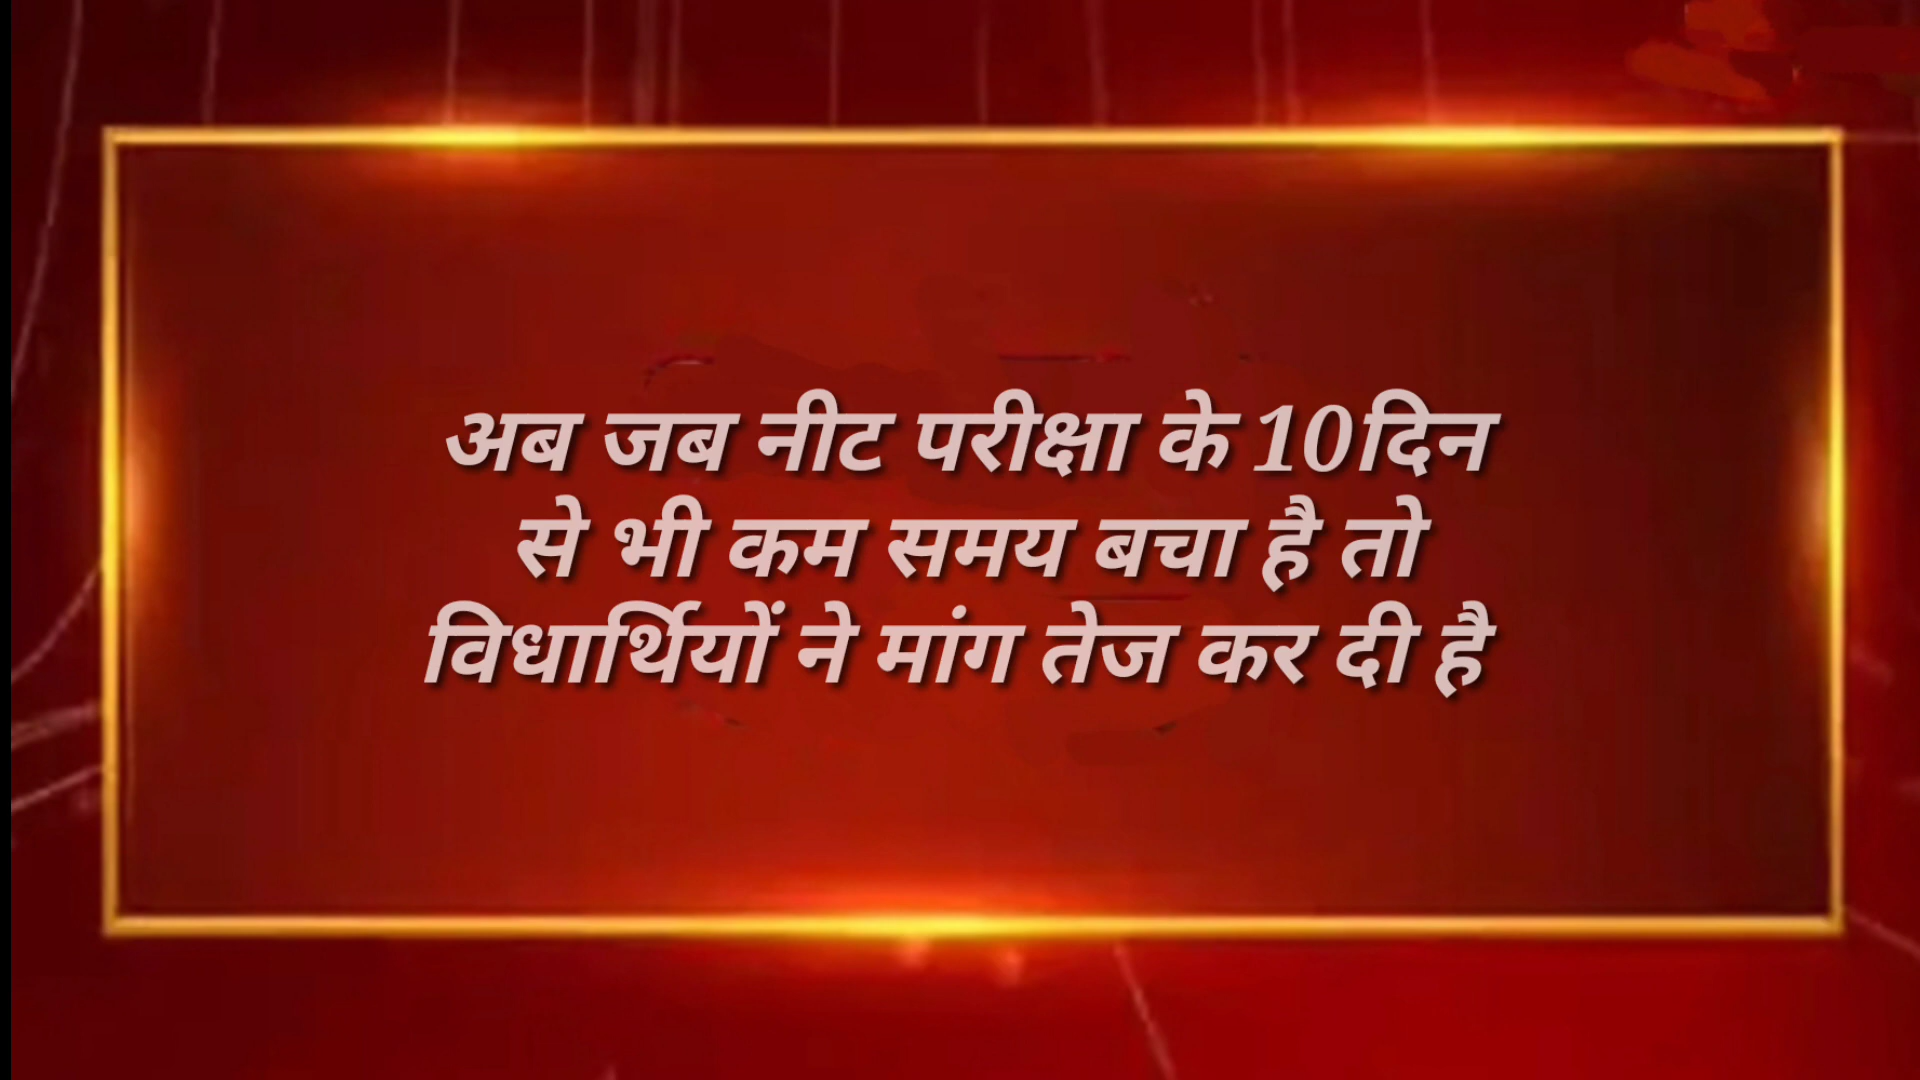 अब जब नीट परीक्षा के 10दिन
से भी कम समय बचा है तो
विधार्थियों ने मांग तेज कर दी है